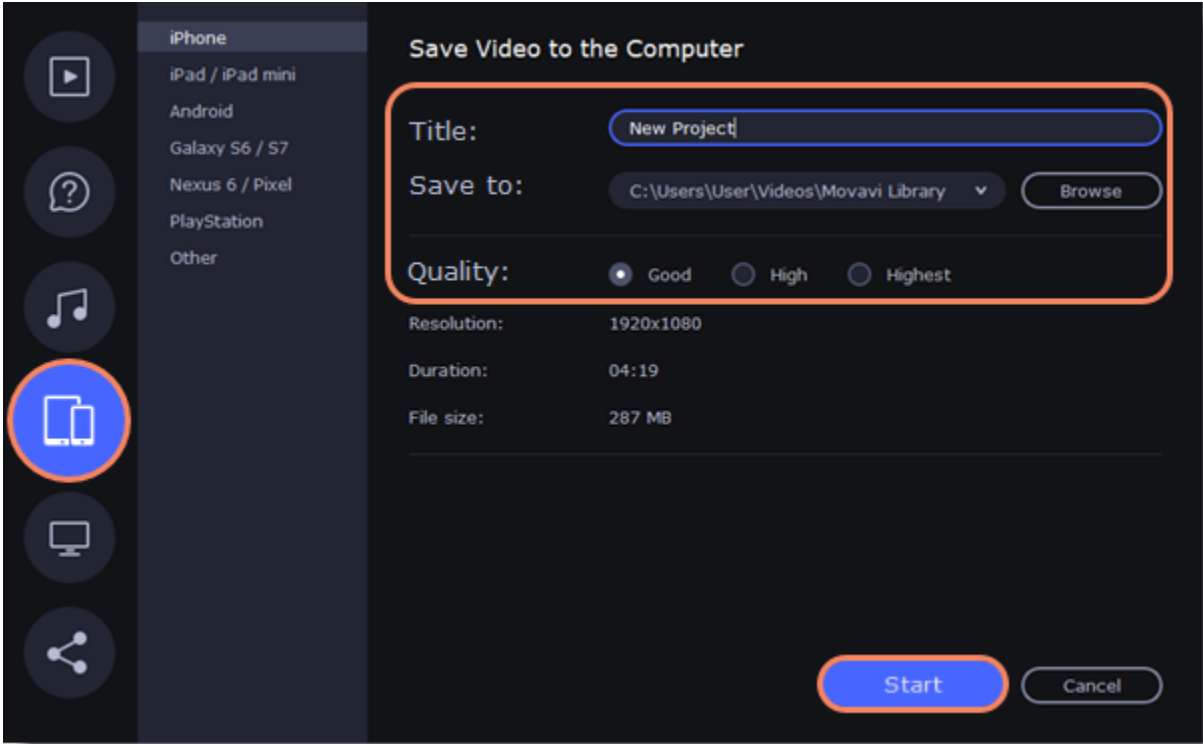 iPhone
iPad / iPad mini
Android
Galaxy S6 / S7
Nexus 6 / Pixel
PlayStation
Other
Save Video to the Computer
Title: New Project
Save to: C:\Users\User\Videos\Movavi Library Browse
Quality: Good High Highest
Resolution: 1920x1080
Duration: 04:19
File size: 287 MB
Start Cancel